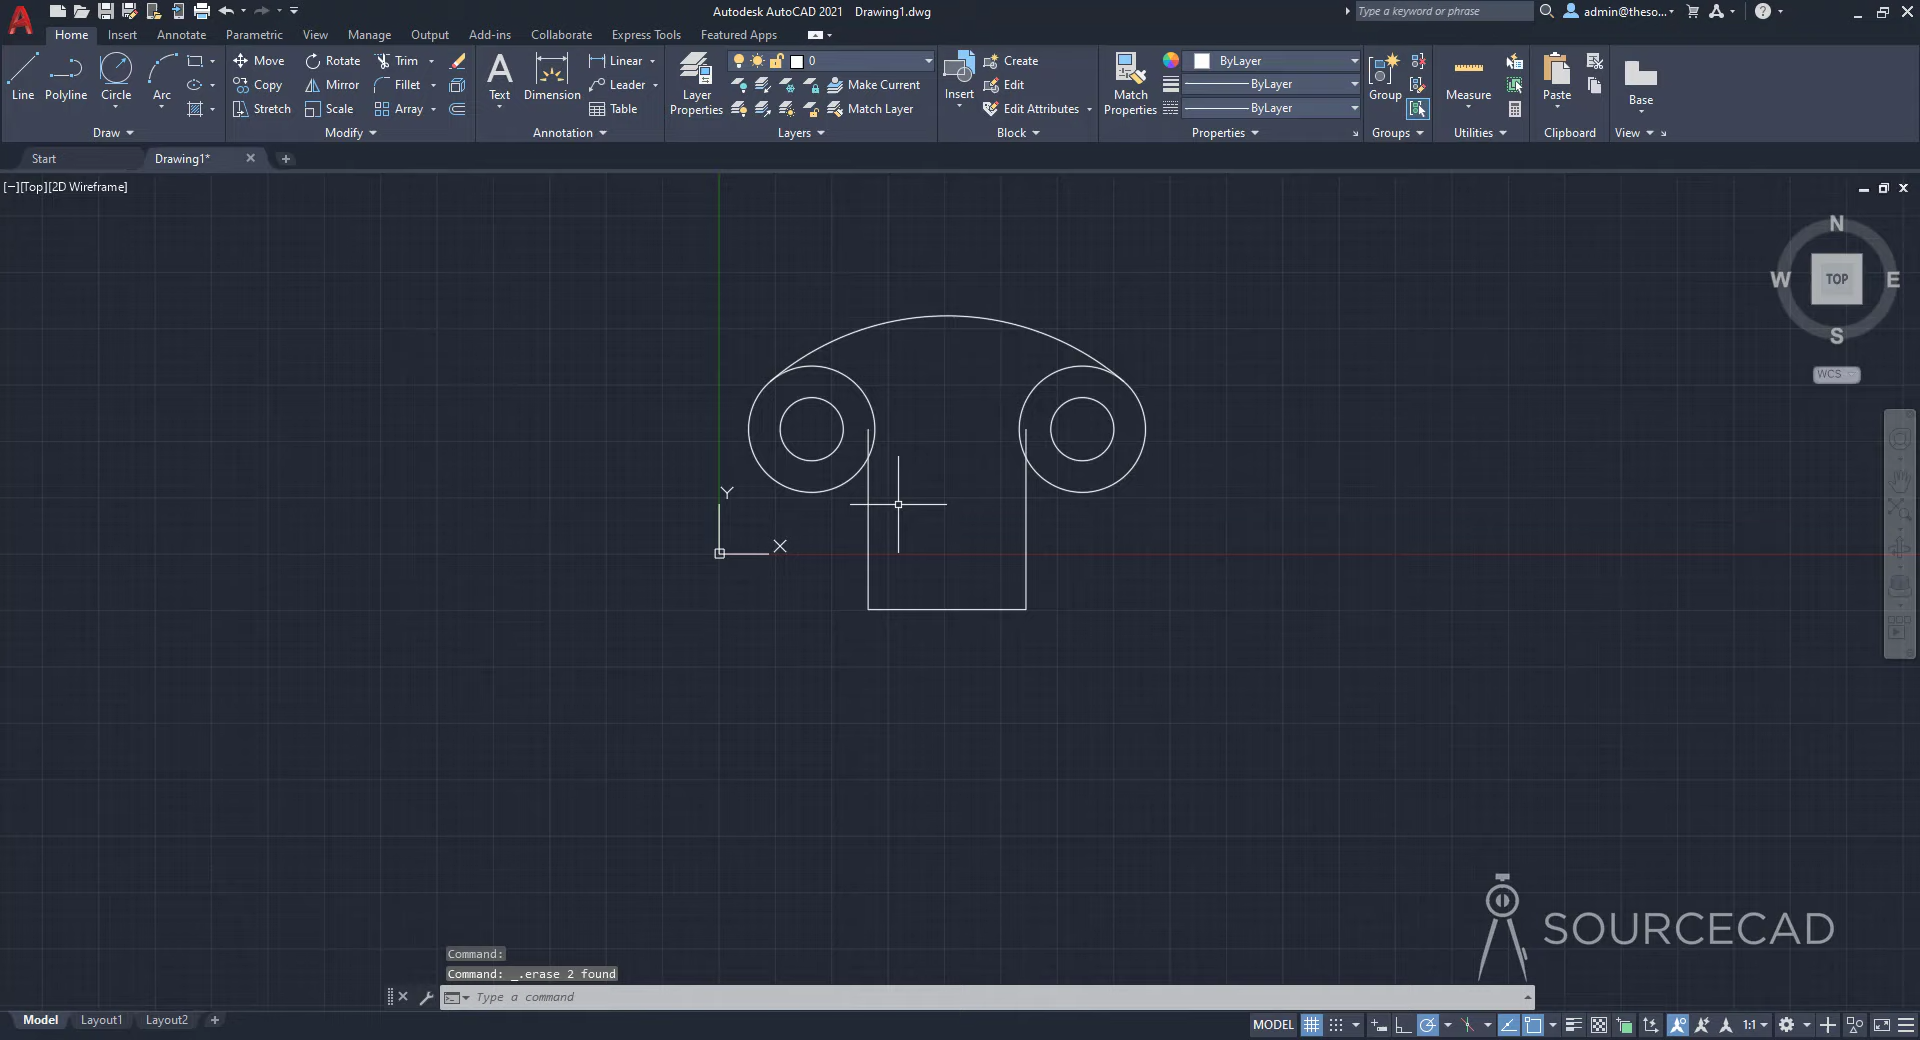 Autodesk AutoCAD 2021 Drawing1.dwg
Type a keyword or phrase
admin@theso...
Home Insert Annotate Parametric View Manage Output Add-ins Collaborate Express Tools Featured Apps
Line Polyline Circle Arc
Draw
Move Rotate Trim
Copy Mirror Fillet
Stretch Scale Array
Modify
Text Dimension
Linear
Leader
Table
Annotation
Layer Properties
0
Make Current
Match Layer
Layers
Insert
Create
Edit
Edit Attributes
Block
Match Properties
ByLayer
ByLayer
ByLayer
Properties
Group
Groups
Measure
Utilities
Paste
Clipboard
Base
View
Start Drawing1*
[−][Top][2D Wireframe]
N
W TOP E
S
WCS
Y
X
SOURCECAD
Command:
Command: _.erase 2 found
Type a command
Model Layout1 Layout2
MODEL 1:1